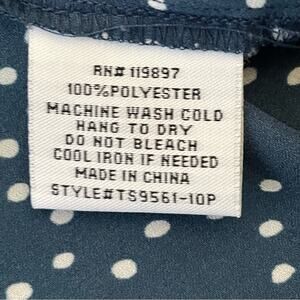 RN# 119897
100%POLYESTER
MACHINE WASH COLD
HANG TO DRY
DO NOT BLEACH
COOL IRON IF NEEDED
MADE IN CHINA
STYLE#TS9561-10P